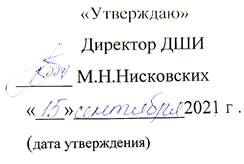 «Утверждаю»
Директор ДШИ
М.Н.Нисковских
«15» сентября 2021 г .
(дата утверждения)